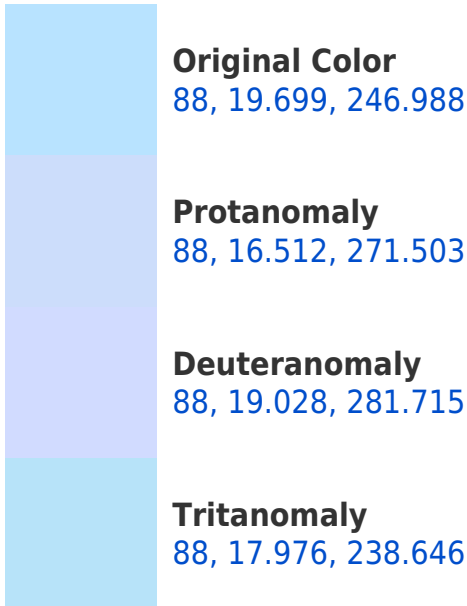 Original Color
88, 19.699, 246.988
Protanomaly
88, 16.512, 271.503
Deuteranomaly
88, 19.028, 281.715
Tritanomaly
88, 17.976, 238.646